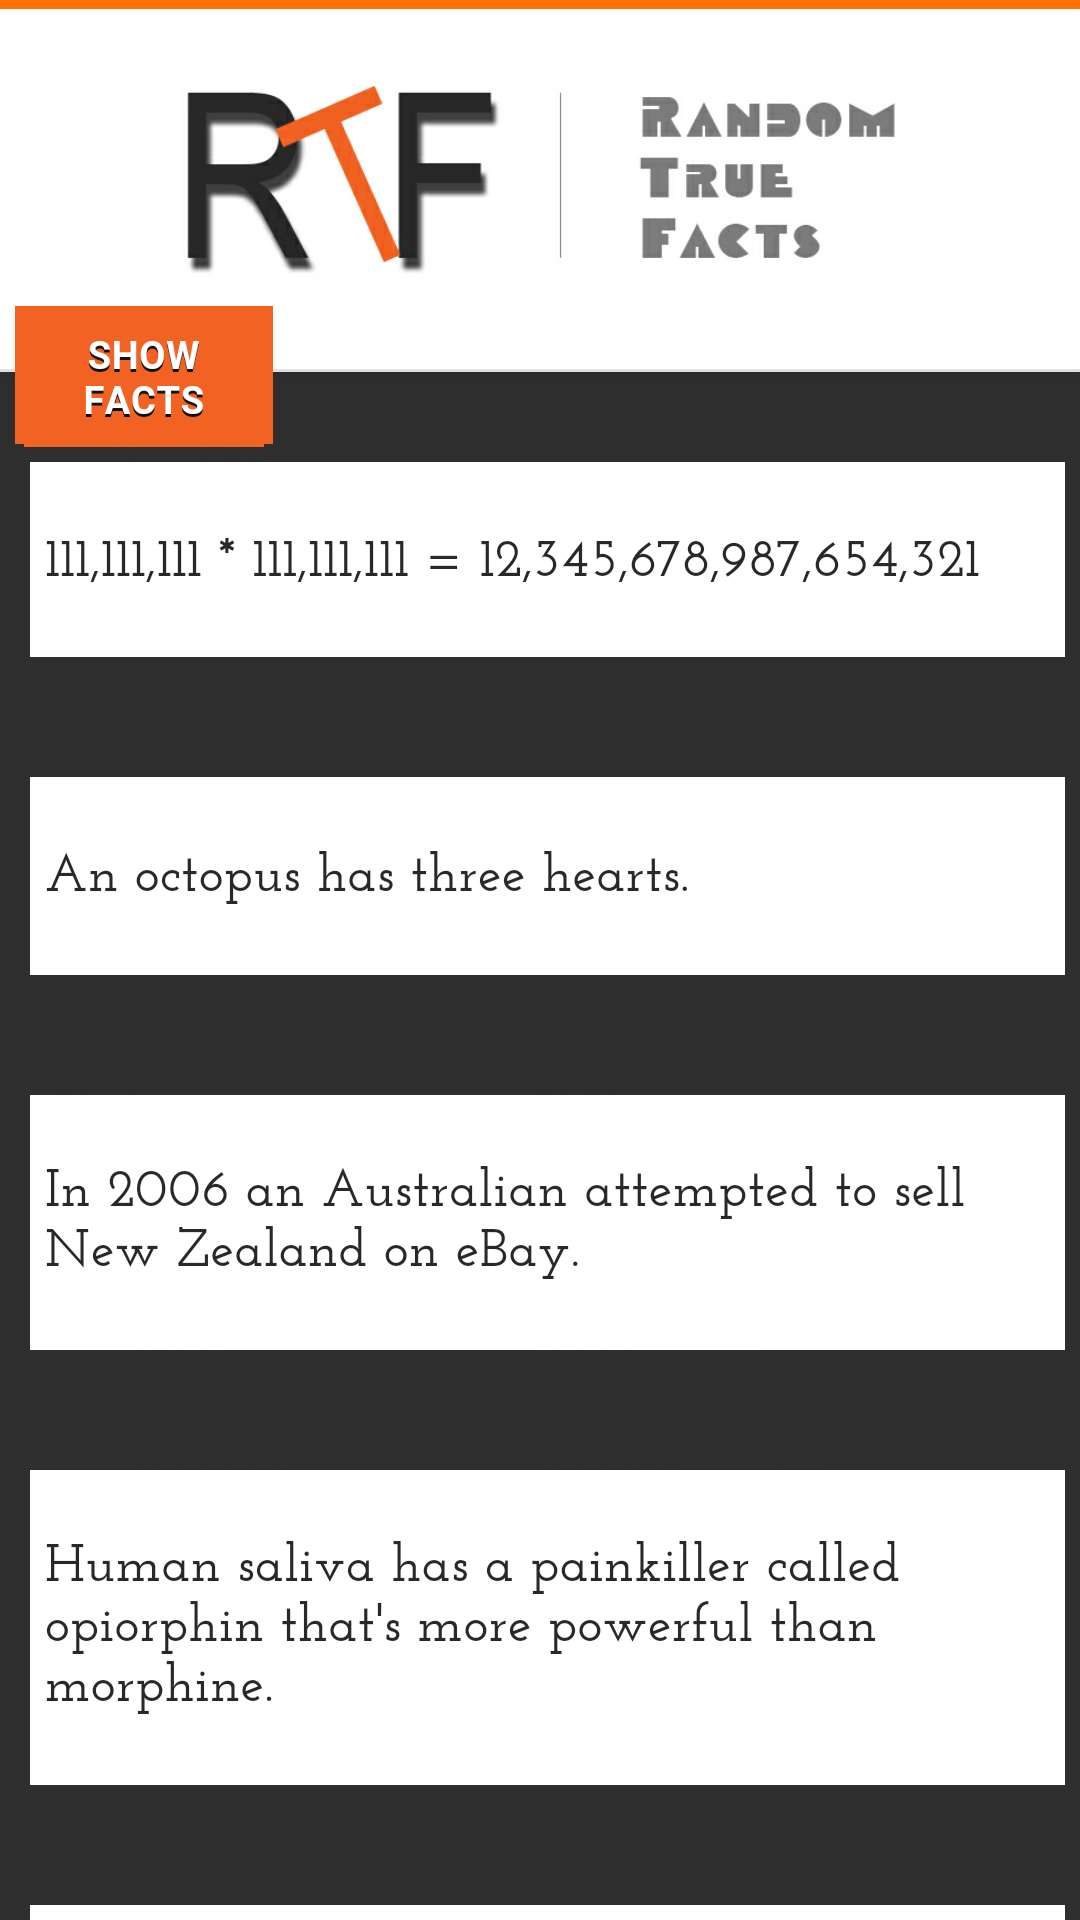 RTF
RANDOM
TRUE
FACTS
SHOW
FACTS
111,111,111 * 111,111,111 = 12,345,678,987,654,321
An octopus has three hearts.
In 2006 an Australian attempted to sell
New Zealand on eBay.
Human saliva has a painkiller called
opiorphin that's more powerful than
morphine.